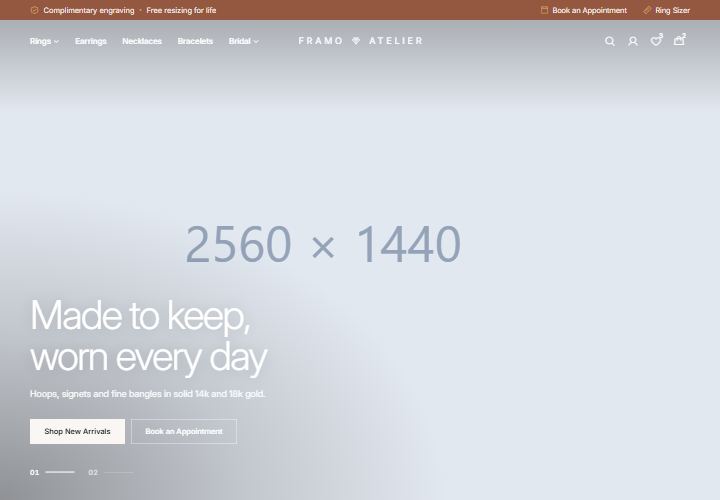 Complimentary engraving · Free resizing for life
Book an Appointment
Ring Sizer
Rings
Earrings
Necklaces
Bracelets
Bridal
FRAMO ATELIER
3
2
2560 × 1440
Made to keep,
worn every day
Hoops, signets and fine bangles in solid 14k and 18k gold.
Shop New Arrivals
Book an Appointment
01
02